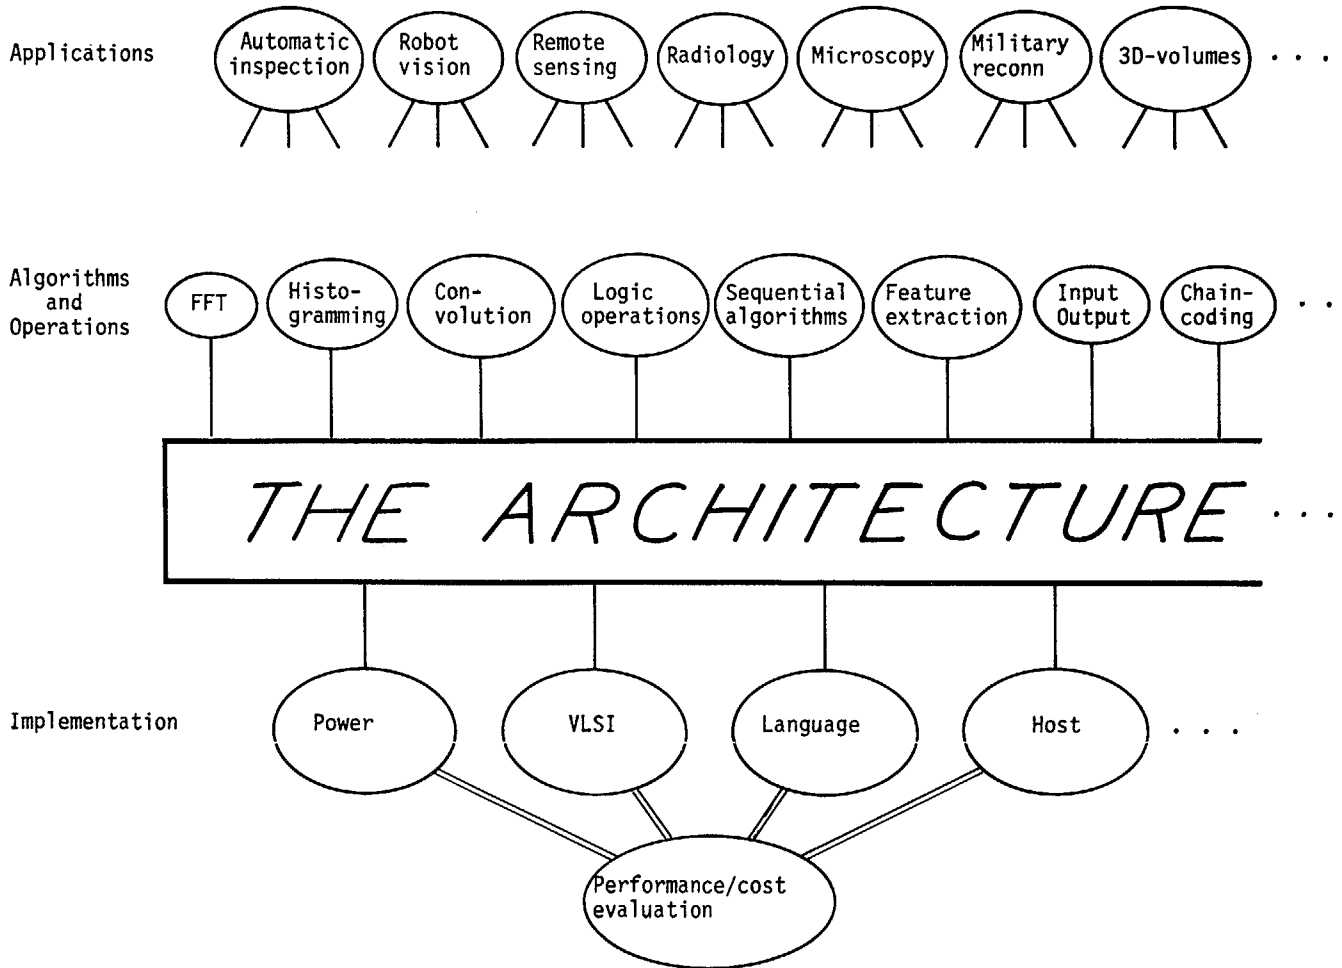 Applications
Automatic
inspection
Robot
vision
Remote
sensing
Radiology
Microscopy
Military
reconn
3D-volumes
. . .
Algorithms
and
Operations
FFT
Histo-
gramming
Con-
volution
Logic
operations
Sequential
algorithms
Feature
extraction
Input
Output
Chain-
coding
. .
THE ARCHITECTURE . . .
Implementation
Power
VLSI
Language
Host
. . .
Performance/cost
evaluation